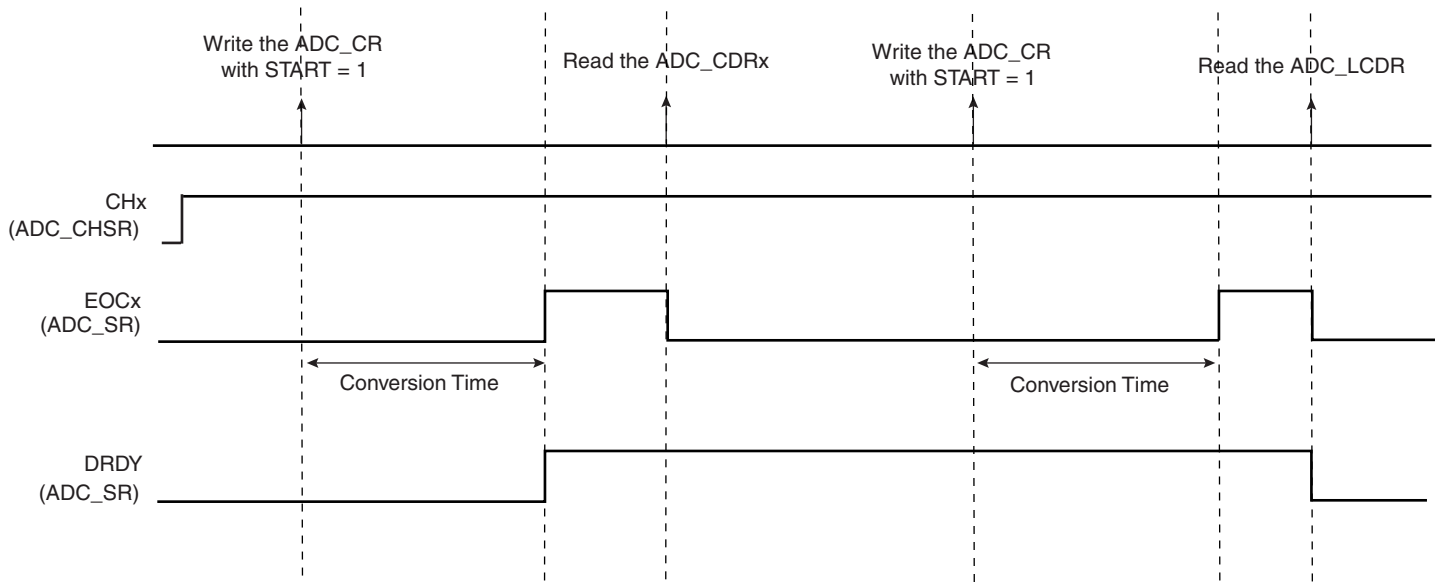 Write the ADC_CR
with START = 1
Read the ADC_CDRx
Write the ADC_CR
with START = 1
Read the ADC_LCDR
CHx
(ADC_CHSR)
EOCx
(ADC_SR)
Conversion Time
Conversion Time
DRDY
(ADC_SR)